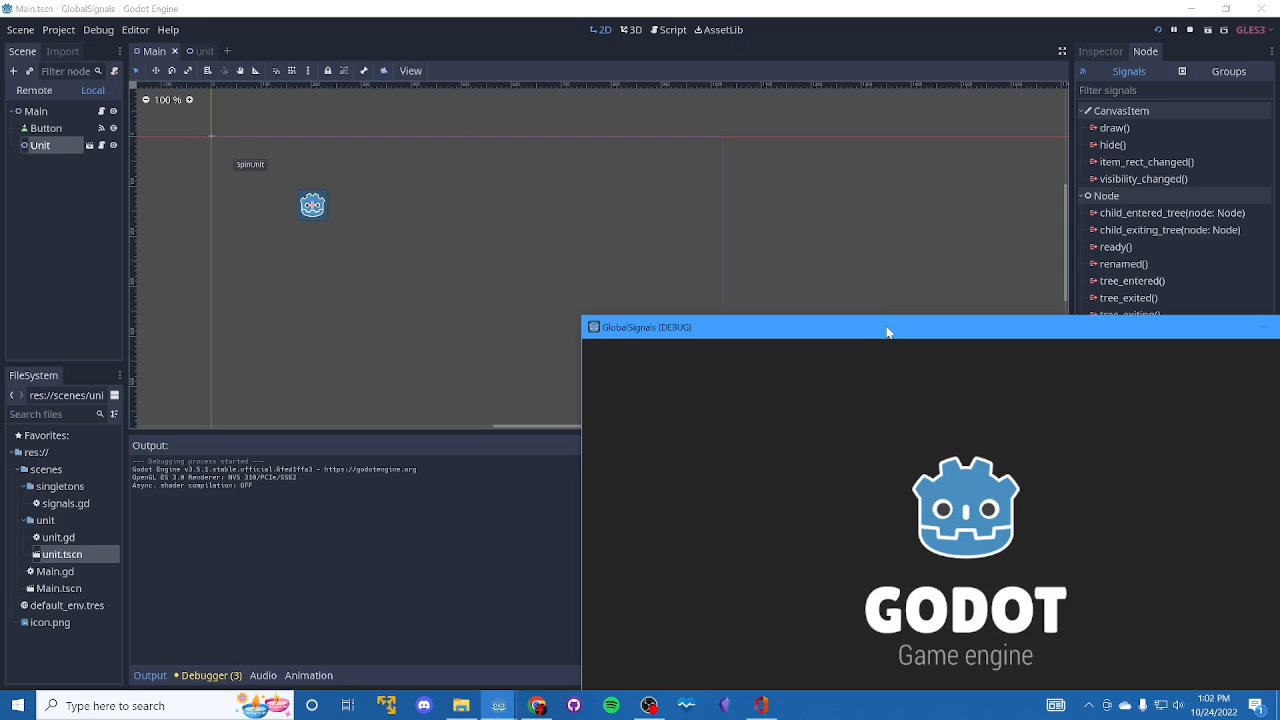 Main.tscn - GlobalSignals - Godot Engine
Scene Project Debug Editor Help
2D 3D Script AssetLib
GLES3
Scene Import
Main unit
Inspector Node
Filter node
View
Signals Groups
Remote Local
100 %
Filter signals
Main
Button
Unit
SpinUnit
CanvasItem
draw()
hide()
item_rect_changed()
visibility_changed()
Node
child_entered_tree(node: Node)
child_exiting_tree(node: Node)
ready()
renamed()
tree_entered()
tree_exited()
tree_exiting()
GlobalSignals (DEBUG)
FileSystem
res://scenes/uni
Search files
Favorites:
res://
scenes
singletons
signals.gd
unit
unit.gd
unit.tscn
Main.gd
Main.tscn
default_env.tres
icon.png
Output:
--- Debugging process started ---
Godot Engine v3.5.1.stable.official.6fed1ffa3 - https://godotengine.org
OpenGL ES 3.0 Renderer: NVS 310/PCIe/SSE2
Async. shader compilation: OFF
GODOT
Game engine
Output Debugger (3) Audio Animation
Type here to search
1:02 PM
10/24/2022